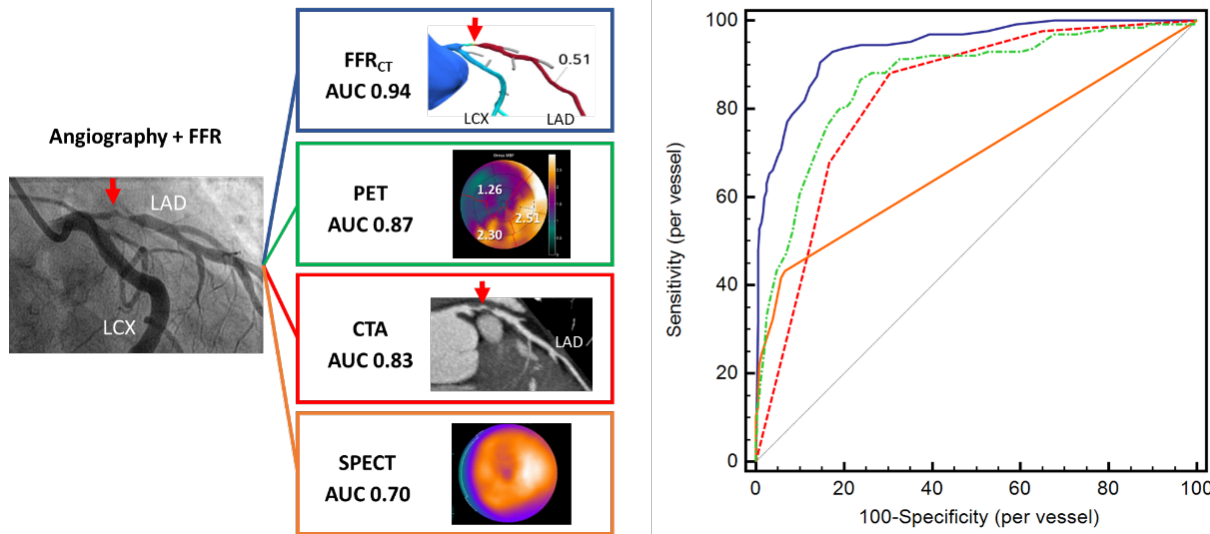 Angiography + FFR
LAD
LCX
FFRCT
AUC 0.94
0.51
LCX
LAD
PET
AUC 0.87
1.26
2.51
2.30
CTA
AUC 0.83
LAD
SPECT
AUC 0.70
Sensitivity (per vessel)
100
80
60
40
20
0
0
20
40
60
80
100
100-Specificity (per vessel)